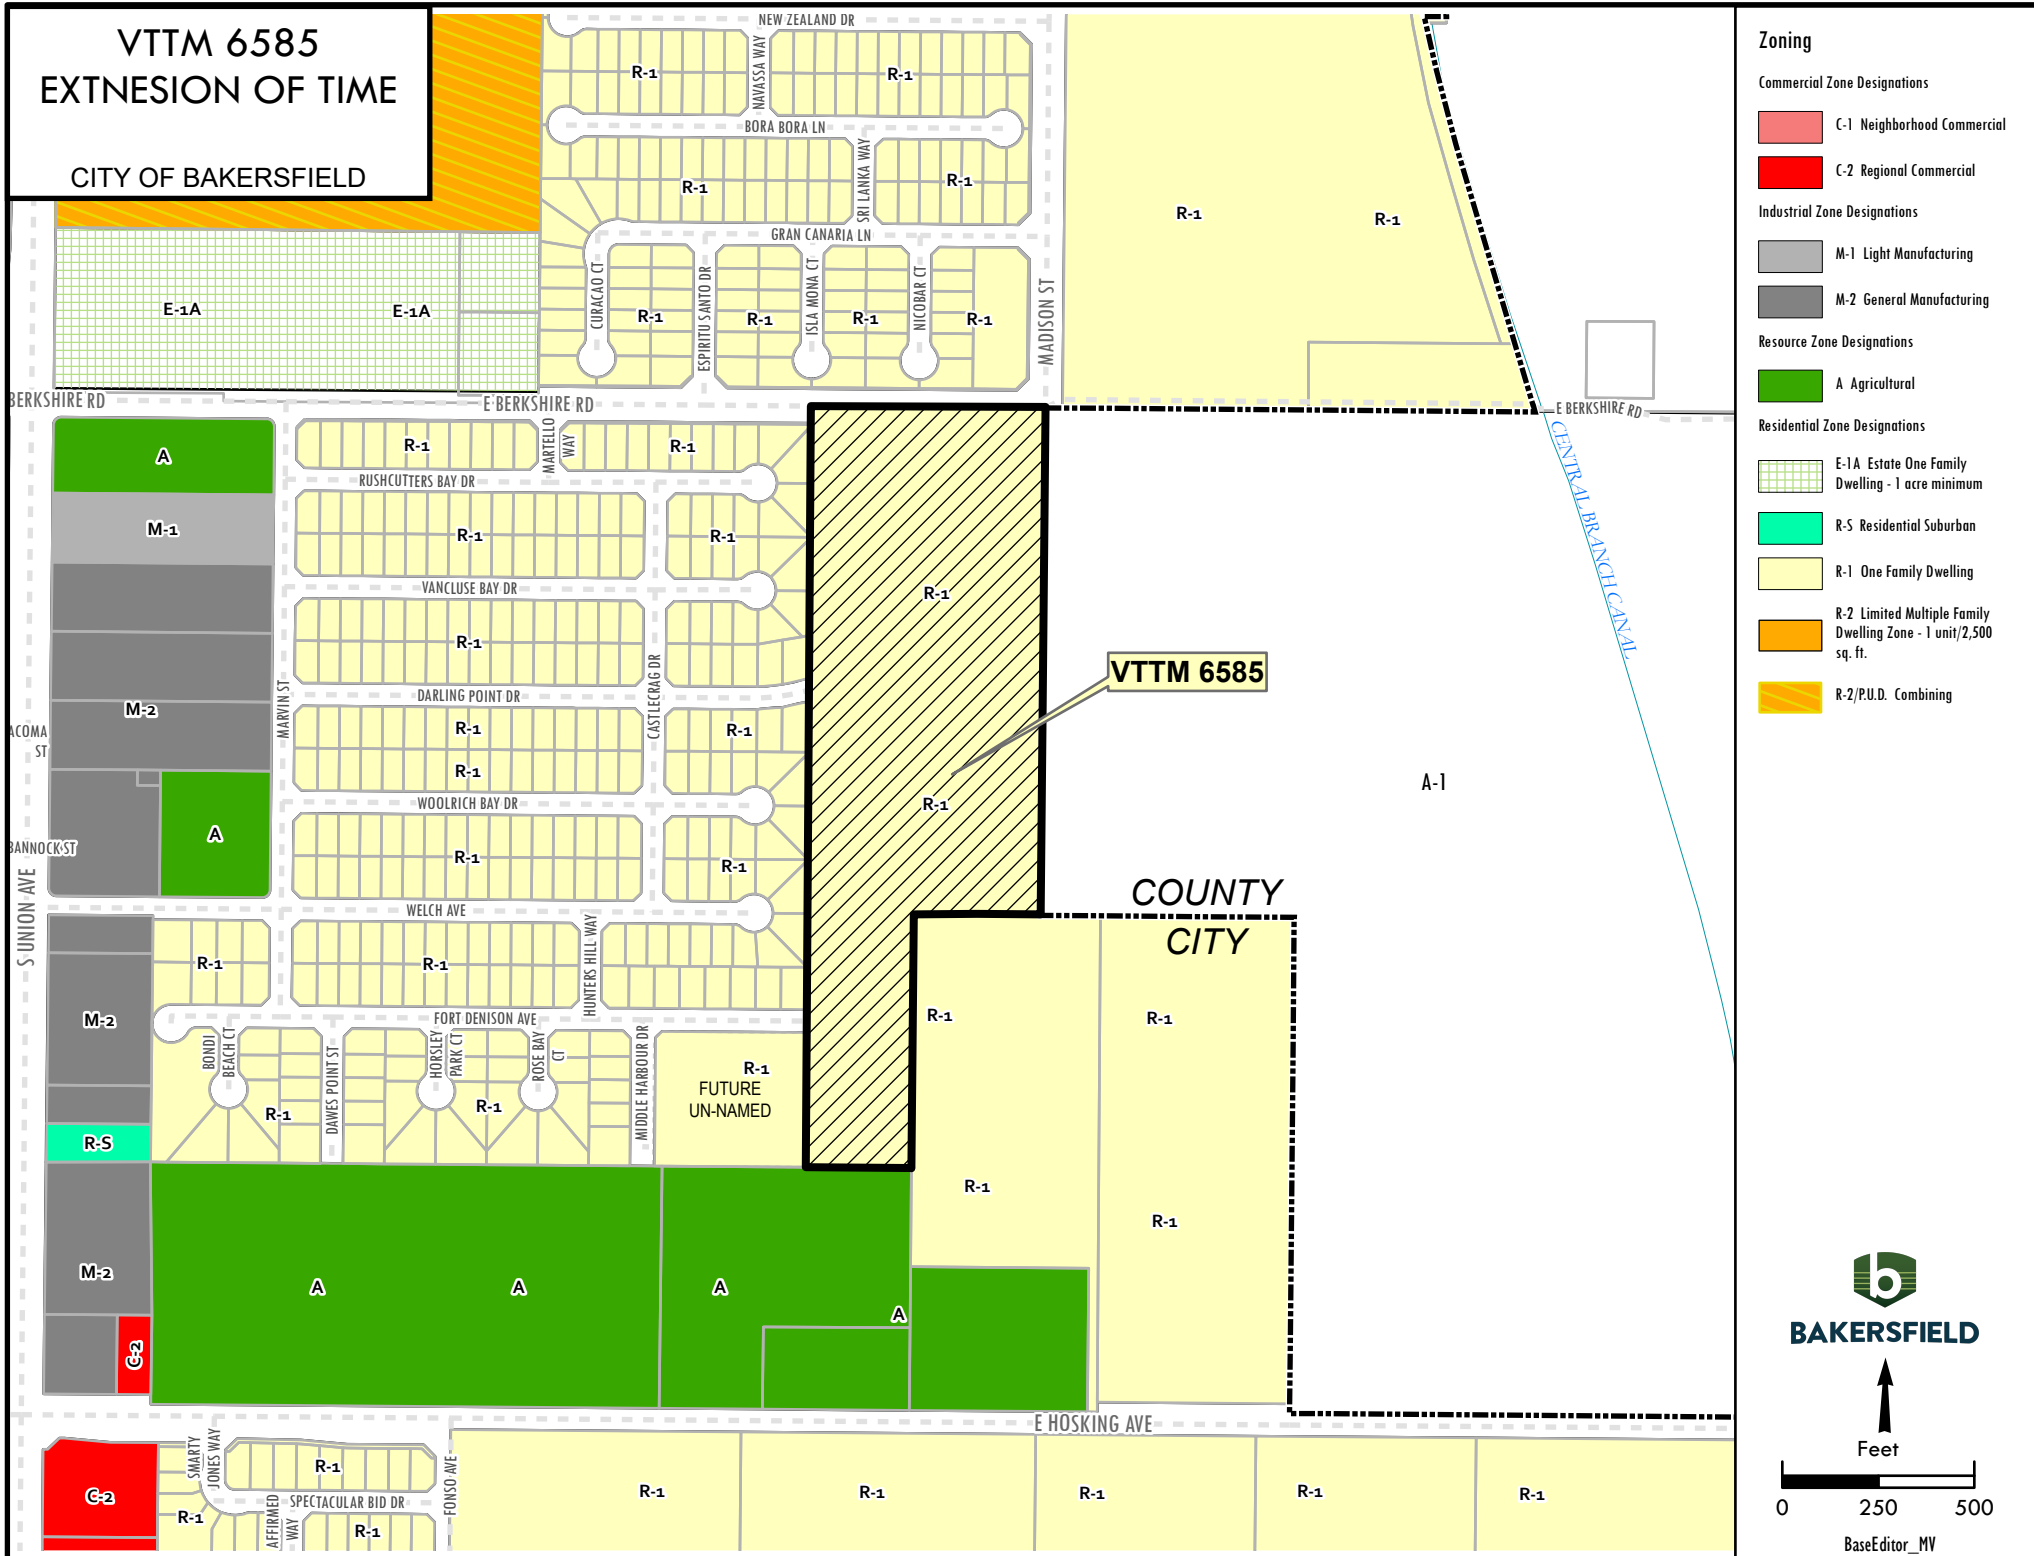 VTTM 6585
EXTNESION OF TIME
CITY OF BAKERSFIELD
NEW ZEALAND DR
NAVASSA WAY
R-1
R-1
BORA BORA LN
SRI LANKA WAY
R-1
R-1
GRAN CANARIA LN
R-1
R-1
E-1A
E-1A
CURACAO CT
R-1
ESPIRITU SANTO DR
R-1
ISLA MONA CT
R-1
NICOBAR CT
R-1
MADISON ST
BERKSHIRE RD
E BERKSHIRE RD
E BERKSHIRE RD
CENTRAL BRANCH CANAL
A
R-1
MARTELLO
WAY
R-1
RUSHCUTTERS BAY DR
M-1
R-1
R-1
VANCLUSE BAY DR
R-1
R-1
CASTLECRAG DR
MARVIN ST
DARLING POINT DR
VTTM 6585
M-2
ACOMA
ST
R-1
R-1
R-1
WOOLRICH BAY DR
R-1
A-1
A
BANNOCK ST
R-1
R-1
S UNION AVE
WELCH AVE
COUNTY
CITY
R-1
R-1
HUNTERS HILL WAY
M-2
FORT DENISON AVE
R-1
R-1
BONDI
BEACH CT
R-1
DAWES POINT ST
HORSLEY
PARK CT
R-1
ROSE BAY
CT
MIDDLE HARBOUR DR
R-1
FUTURE
UN-NAMED
R-S
R-1
R-1
M-2
A
A
A
A
C-2
E HOSKING AVE
C-2
SMARTY
JONES WAY
R-1
SPECTACULAR BID DR
R-1
AFFIRMED
WAY
R-1
FONSO AVE
R-1
R-1
R-1
R-1
R-1
Zoning
Commercial Zone Designations
C-1 Neighborhood Commercial
C-2 Regional Commercial
Industrial Zone Designations
M-1 Light Manufacturing
M-2 General Manufacturing
Resource Zone Designations
A Agricultural
Residential Zone Designations
E-1A Estate One Family
Dwelling - 1 acre minimum
R-S Residential Suburban
R-1 One Family Dwelling
R-2 Limited Multiple Family
Dwelling Zone - 1 unit/2,500
sq. ft.
R-2/P.U.D. Combining
b
BAKERSFIELD
Feet
0 250 500
BaseEditor_MV